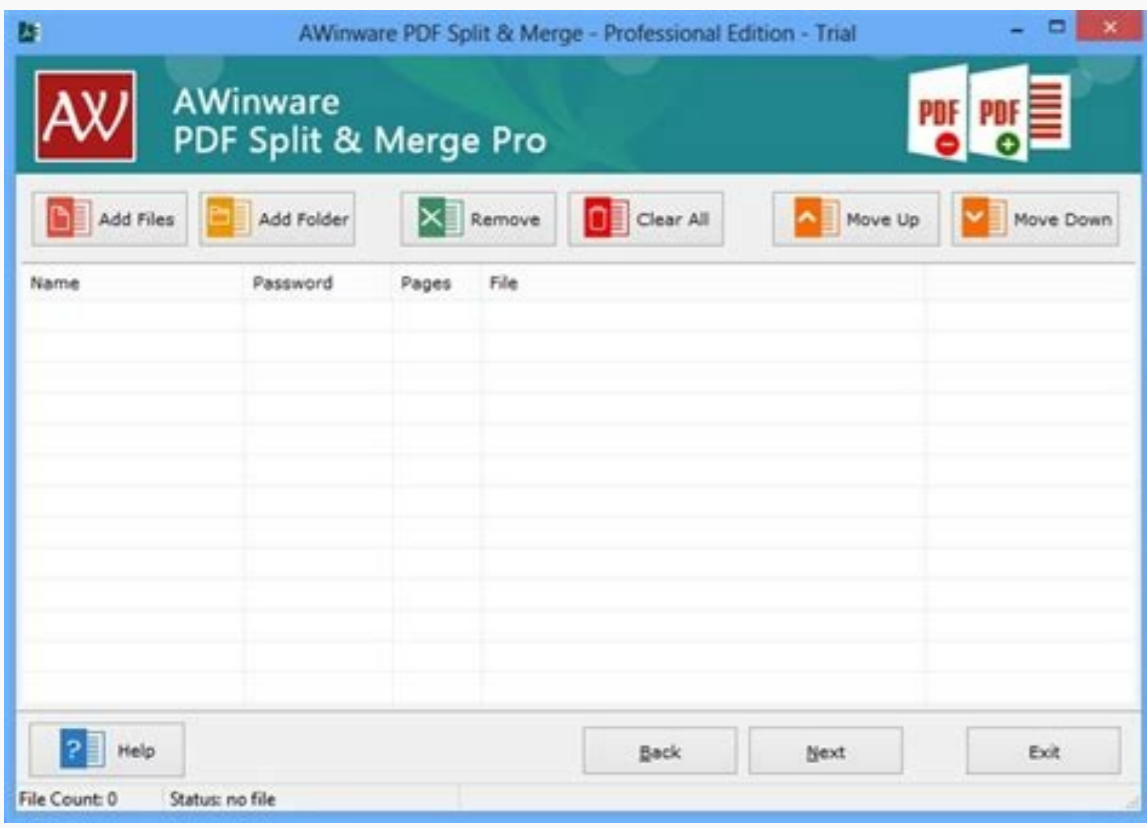 AWinware PDF Split & Merge - Professional Edition - Trial
AW
AWinware
PDF Split & Merge Pro
PDF PDF
Add Files Add Folder Remove Clear All Move Up Move Down
Name Password Pages File
? Help Back Next Exit
File Count: 0 Status: no file